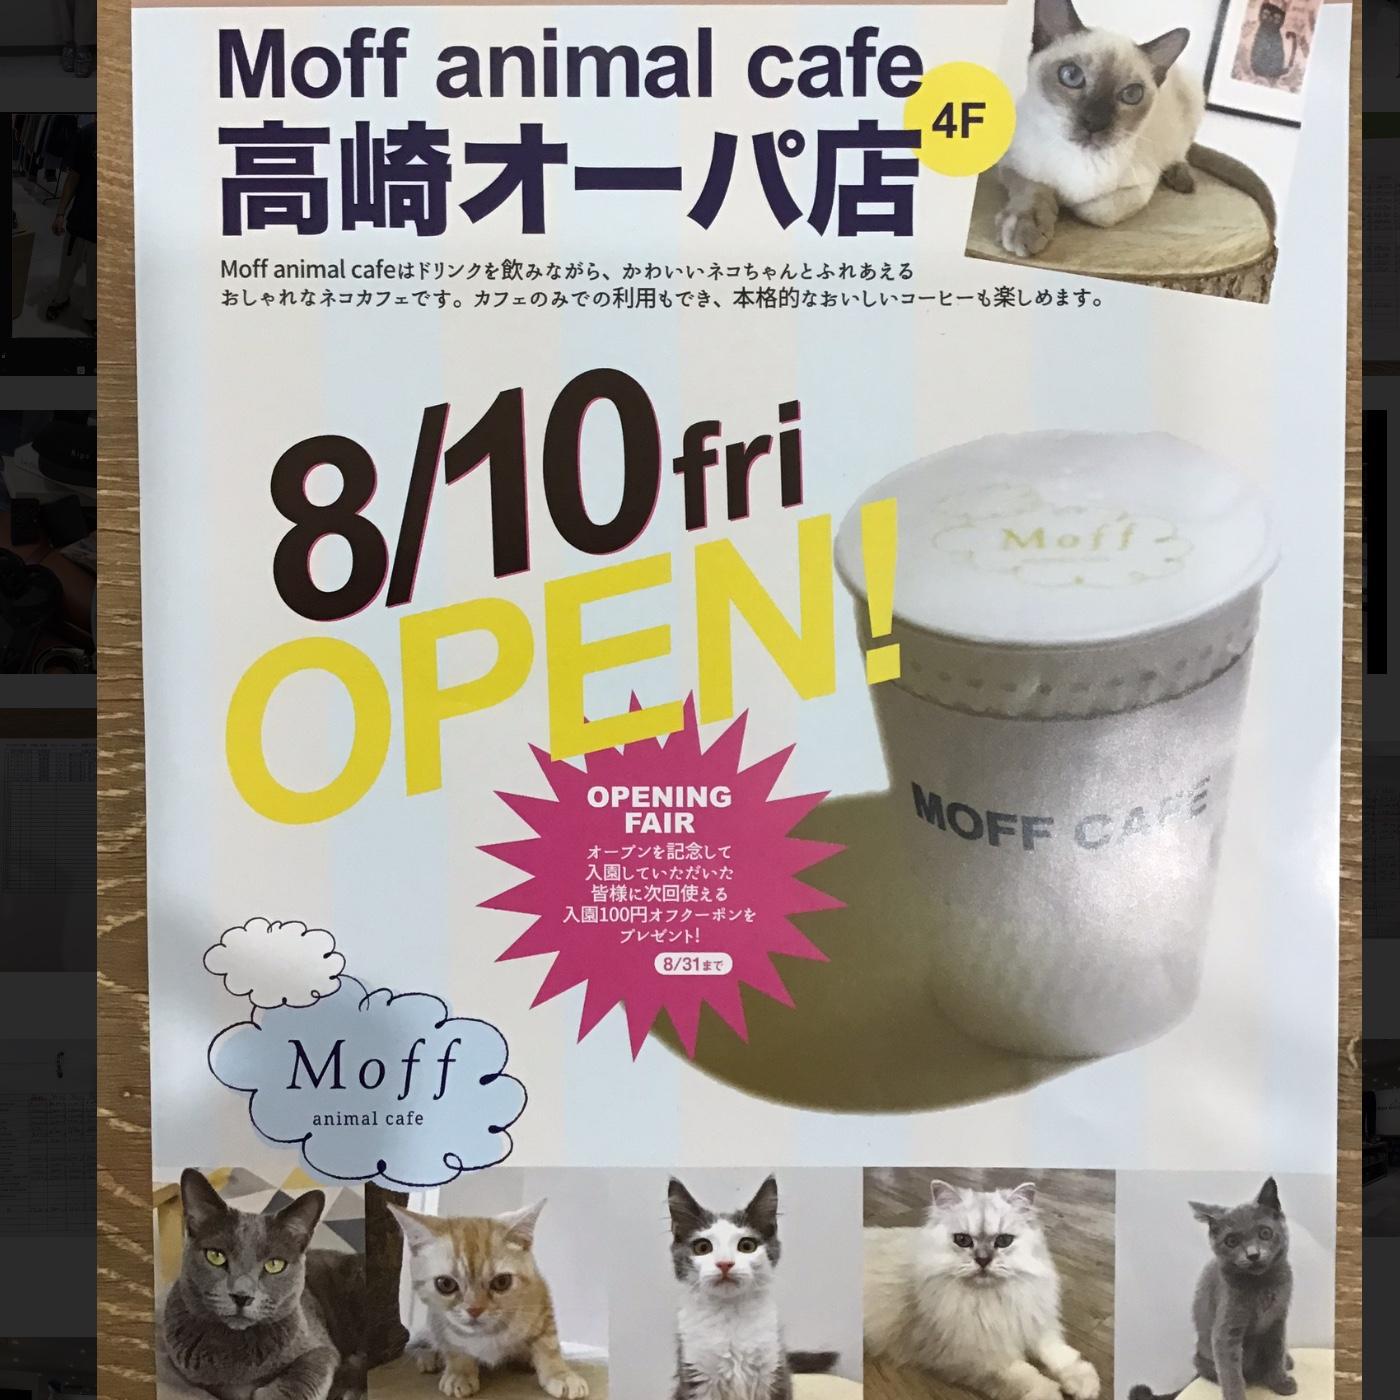 Moff animal cafe
高崎オーパ店
4F
Moff animal cafeはドリンクを飲みながら、かわいいネコちゃんとふれあえる
おしゃれなネコカフェです。カフェのみでの利用もでき、本格的なおいしいコーヒーも楽しめます。
8/10 fri
OPEN!
Moff
MOFF CAFE
OPENING
FAIR
オープンを記念して
入園していただいた
皆様に次回使える
入園100円オフクーポンを
プレゼント!
8/31まで
Moff
animal cafe